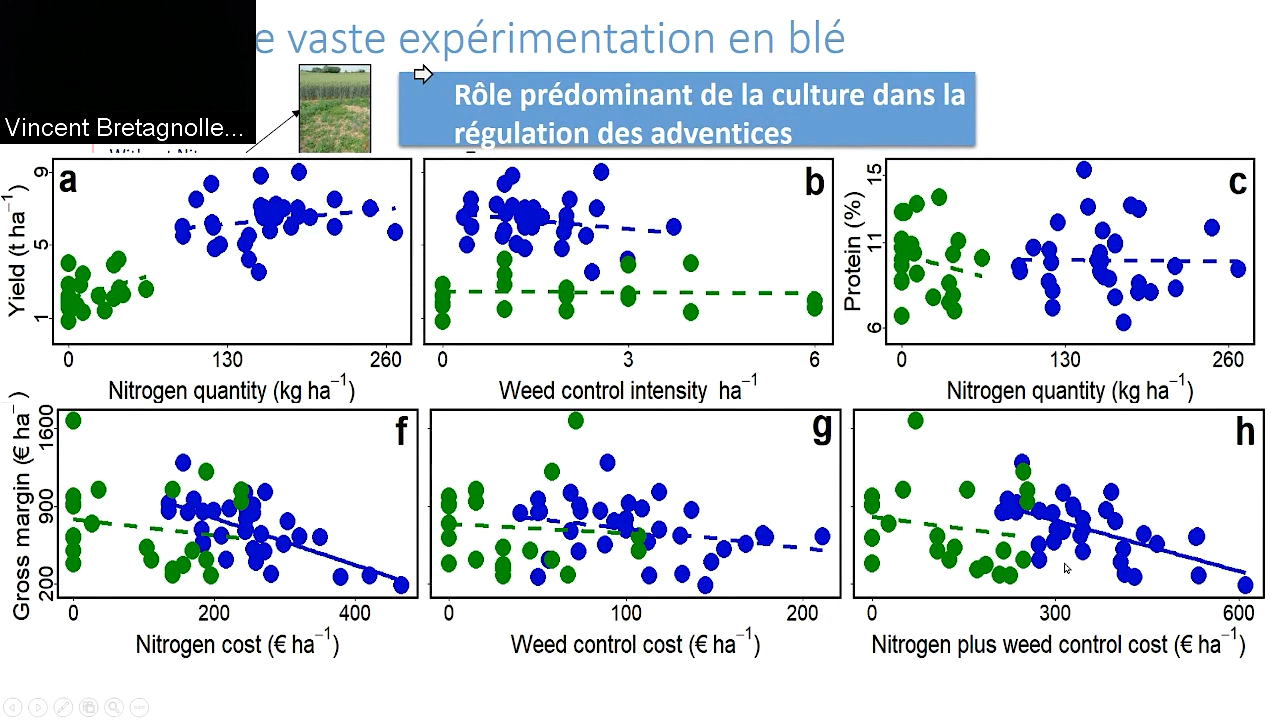 e vaste expérimentation en blé
Rôle prédominant de la culture dans la
régulation des adventices
Vincent Bretagnolle...
a
Yield (t ha⁻¹)
9
5
1
0 130 260
Nitrogen quantity (kg ha⁻¹)
b
0 3 6
Weed control intensity ha⁻¹
c
Protein (%)
15
11
6
0 130 260
Nitrogen quantity (kg ha⁻¹)
f
Gross margin (€ ha⁻¹)
1600
900
200
0 200 400
Nitrogen cost (€ ha⁻¹)
g
0 100 200
Weed control cost (€ ha⁻¹)
h
0 300 600
Nitrogen plus weed control cost (€ ha⁻¹)